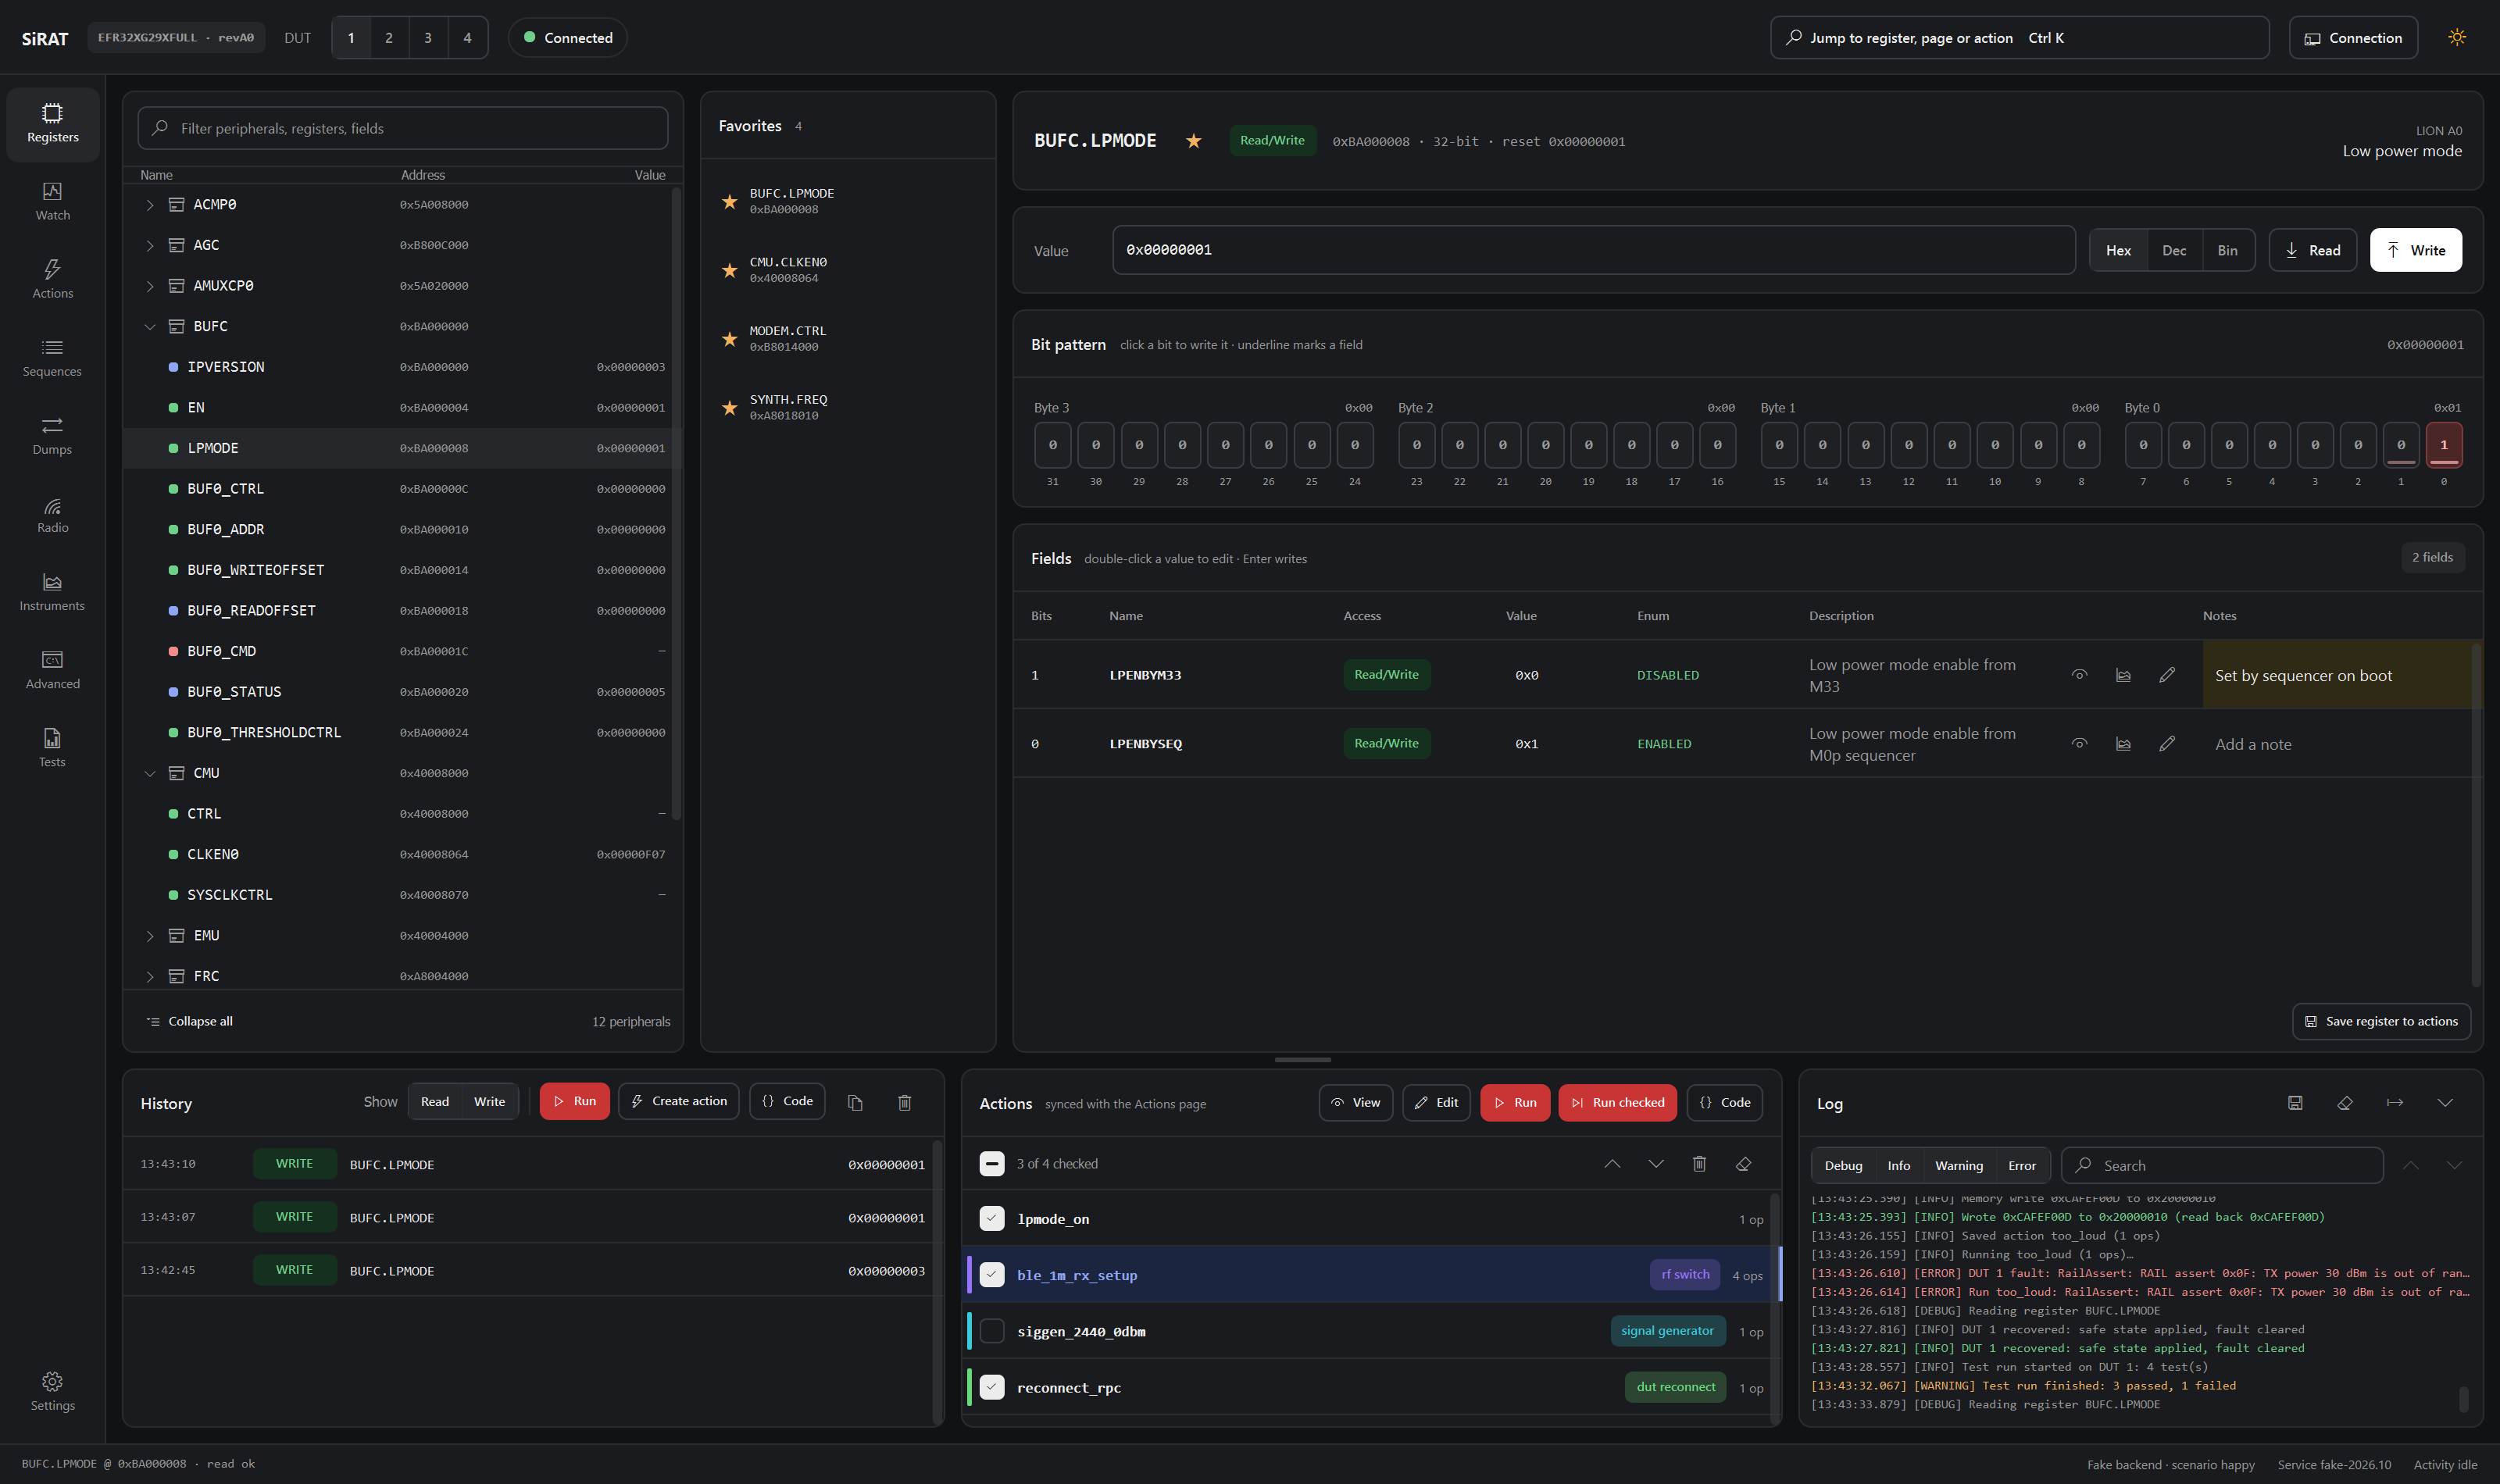 SiRAT EFR32XG29XFULL · revA0 DUT 1 2 3 4 Connected Jump to register, page or action Ctrl K Connection
Registers
Watch
Actions
Sequences
Dumps
Radio
Instruments
C:\
Advanced
Tests
Settings
Filter peripherals, registers, fields
Name Address Value
ACMP0 0x5A008000
AGC 0xB800C000
AMUXCP0 0x5A020000
BUFC 0xBA000000
IPVERSION 0xBA000000 0x00000003
EN 0xBA000004 0x00000001
LPMODE 0xBA000008 0x00000001
BUF0_CTRL 0xBA00000C 0x00000000
BUF0_ADDR 0xBA000010 0x00000000
BUF0_WRITEOFFSET 0xBA000014 0x00000000
BUF0_READOFFSET 0xBA000018 0x00000000
BUF0_CMD 0xBA00001C —
BUF0_STATUS 0xBA000020 0x00000005
BUF0_THRESHOLDCTRL 0xBA000024 0x00000000
CMU 0x40008000
CTRL 0x40008000 —
CLKEN0 0x40008064 0x00000F07
SYSCLKCTRL 0x40008070 —
EMU 0x40004000
FRC 0xA8004000
Collapse all 12 peripherals
Favorites 4
BUFC.LPMODE
0xBA000008
CMU.CLKEN0
0x40008064
MODEM.CTRL
0xB8014000
SYNTH.FREQ
0xA8018010
BUFC.LPMODE Read/Write 0xBA000008 · 32-bit · reset 0x00000001
LION A0
Low power mode
Value 0x00000001 Hex Dec Bin Read Write
Bit pattern click a bit to write it · underline marks a field 0x00000001
Byte 3 0x00 Byte 2 0x00 Byte 1 0x00 Byte 0 0x01
0 0 0 0 0 0 0 0 0 0 0 0 0 0 0 0 0 0 0 0 0 0 0 0 0 0 0 0 0 0 0 1
31 30 29 28 27 26 25 24 23 22 21 20 19 18 17 16 15 14 13 12 11 10 9 8 7 6 5 4 3 2 1 0
Fields double-click a value to edit · Enter writes 2 fields
Bits Name Access Value Enum Description Notes
1 LPENBYM33 Read/Write 0x0 DISABLED Low power mode enable from M33 Set by sequencer on boot
0 LPENBYSEQ Read/Write 0x1 ENABLED Low power mode enable from M0p sequencer Add a note
Save register to actions
History Show Read Write Run Create action Code
13:43:10 WRITE BUFC.LPMODE 0x00000001
13:43:07 WRITE BUFC.LPMODE 0x00000001
13:42:45 WRITE BUFC.LPMODE 0x00000003
Actions synced with the Actions page View Edit Run Run checked Code
3 of 4 checked
lpmode_on 1 op
ble_1m_rx_setup rf switch 4 ops
siggen_2440_0dbm signal generator 1 op
reconnect_rpc dut reconnect 1 op
Log
Debug Info Warning Error Search
[13:43:25.390] [INFO] Memory write 0xCAFEF00D to 0x20000010
[13:43:25.393] [INFO] Wrote 0xCAFEF00D to 0x20000010 (read back 0xCAFEF00D)
[13:43:26.155] [INFO] Saved action too_loud (1 ops)
[13:43:26.159] [INFO] Running too_loud (1 ops)…
[13:43:26.610] [ERROR] DUT 1 fault: RailAssert: RAIL assert 0x0F: TX power 30 dBm is out of ran…
[13:43:26.614] [ERROR] Run too_loud: RailAssert: RAIL assert 0x0F: TX power 30 dBm is out of ra…
[13:43:26.618] [DEBUG] Reading register BUFC.LPMODE
[13:43:27.816] [INFO] DUT 1 recovered: safe state applied, fault cleared
[13:43:27.821] [INFO] DUT 1 recovered: safe state applied, fault cleared
[13:43:28.557] [INFO] Test run started on DUT 1: 4 test(s)
[13:43:32.067] [WARNING] Test run finished: 3 passed, 1 failed
[13:43:33.879] [DEBUG] Reading register BUFC.LPMODE
BUFC.LPMODE @ 0xBA000008 · read ok Fake backend · scenario happy Service fake-2026.10 Activity idle